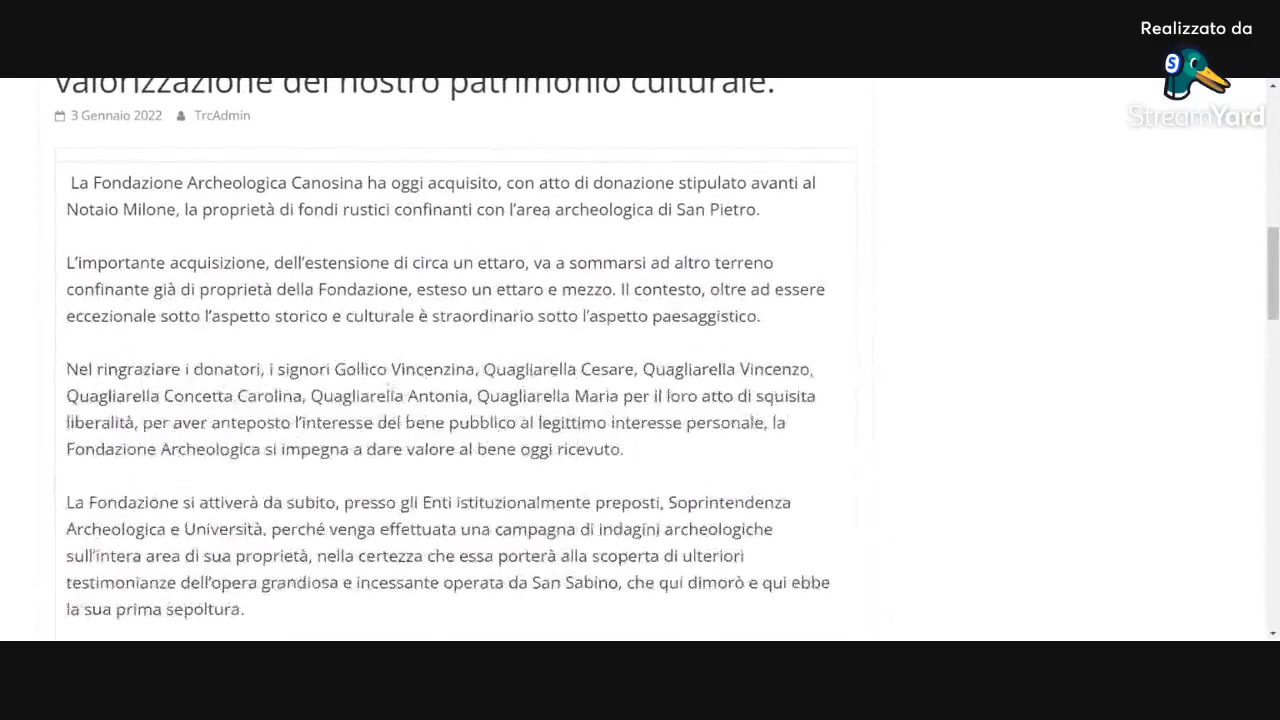 Realizzato da
StreamYard
valorizzazione del nostro patrimonio culturale.
3 Gennaio 2022 TrcAdmin
La Fondazione Archeologica Canosina ha oggi acquisito, con atto di donazione stipulato avanti al
Notaio Milone, la proprietà di fondi rustici confinanti con l'area archeologica di San Pietro.
L'importante acquisizione, dell'estensione di circa un ettaro, va a sommarsi ad altro terreno
confinante già di proprietà della Fondazione, esteso un ettaro e mezzo. Il contesto, oltre ad essere
eccezionale sotto l'aspetto storico e culturale è straordinario sotto l'aspetto paesaggistico.
Nel ringraziare i donatori, i signori Gollico Vincenzina, Quagliarella Cesare, Quagliarella Vincenzo,
Quagliarella Concetta Carolina, Quagliarella Antonia, Quagliarella Maria per il loro atto di squisita
liberalità, per aver anteposto l'interesse del bene pubblico al legittimo interesse personale, la
Fondazione Archeologica si impegna a dare valore al bene oggi ricevuto.
La Fondazione si attiverà da subito, presso gli Enti istituzionalmente preposti, Soprintendenza
Archeologica e Università, perché venga effettuata una campagna di indagini archeologiche
sull'intera area di sua proprietà, nella certezza che essa porterà alla scoperta di ulteriori
testimonianze dell'opera grandiosa e incessante operata da San Sabino, che qui dimorò e qui ebbe
la sua prima sepoltura.